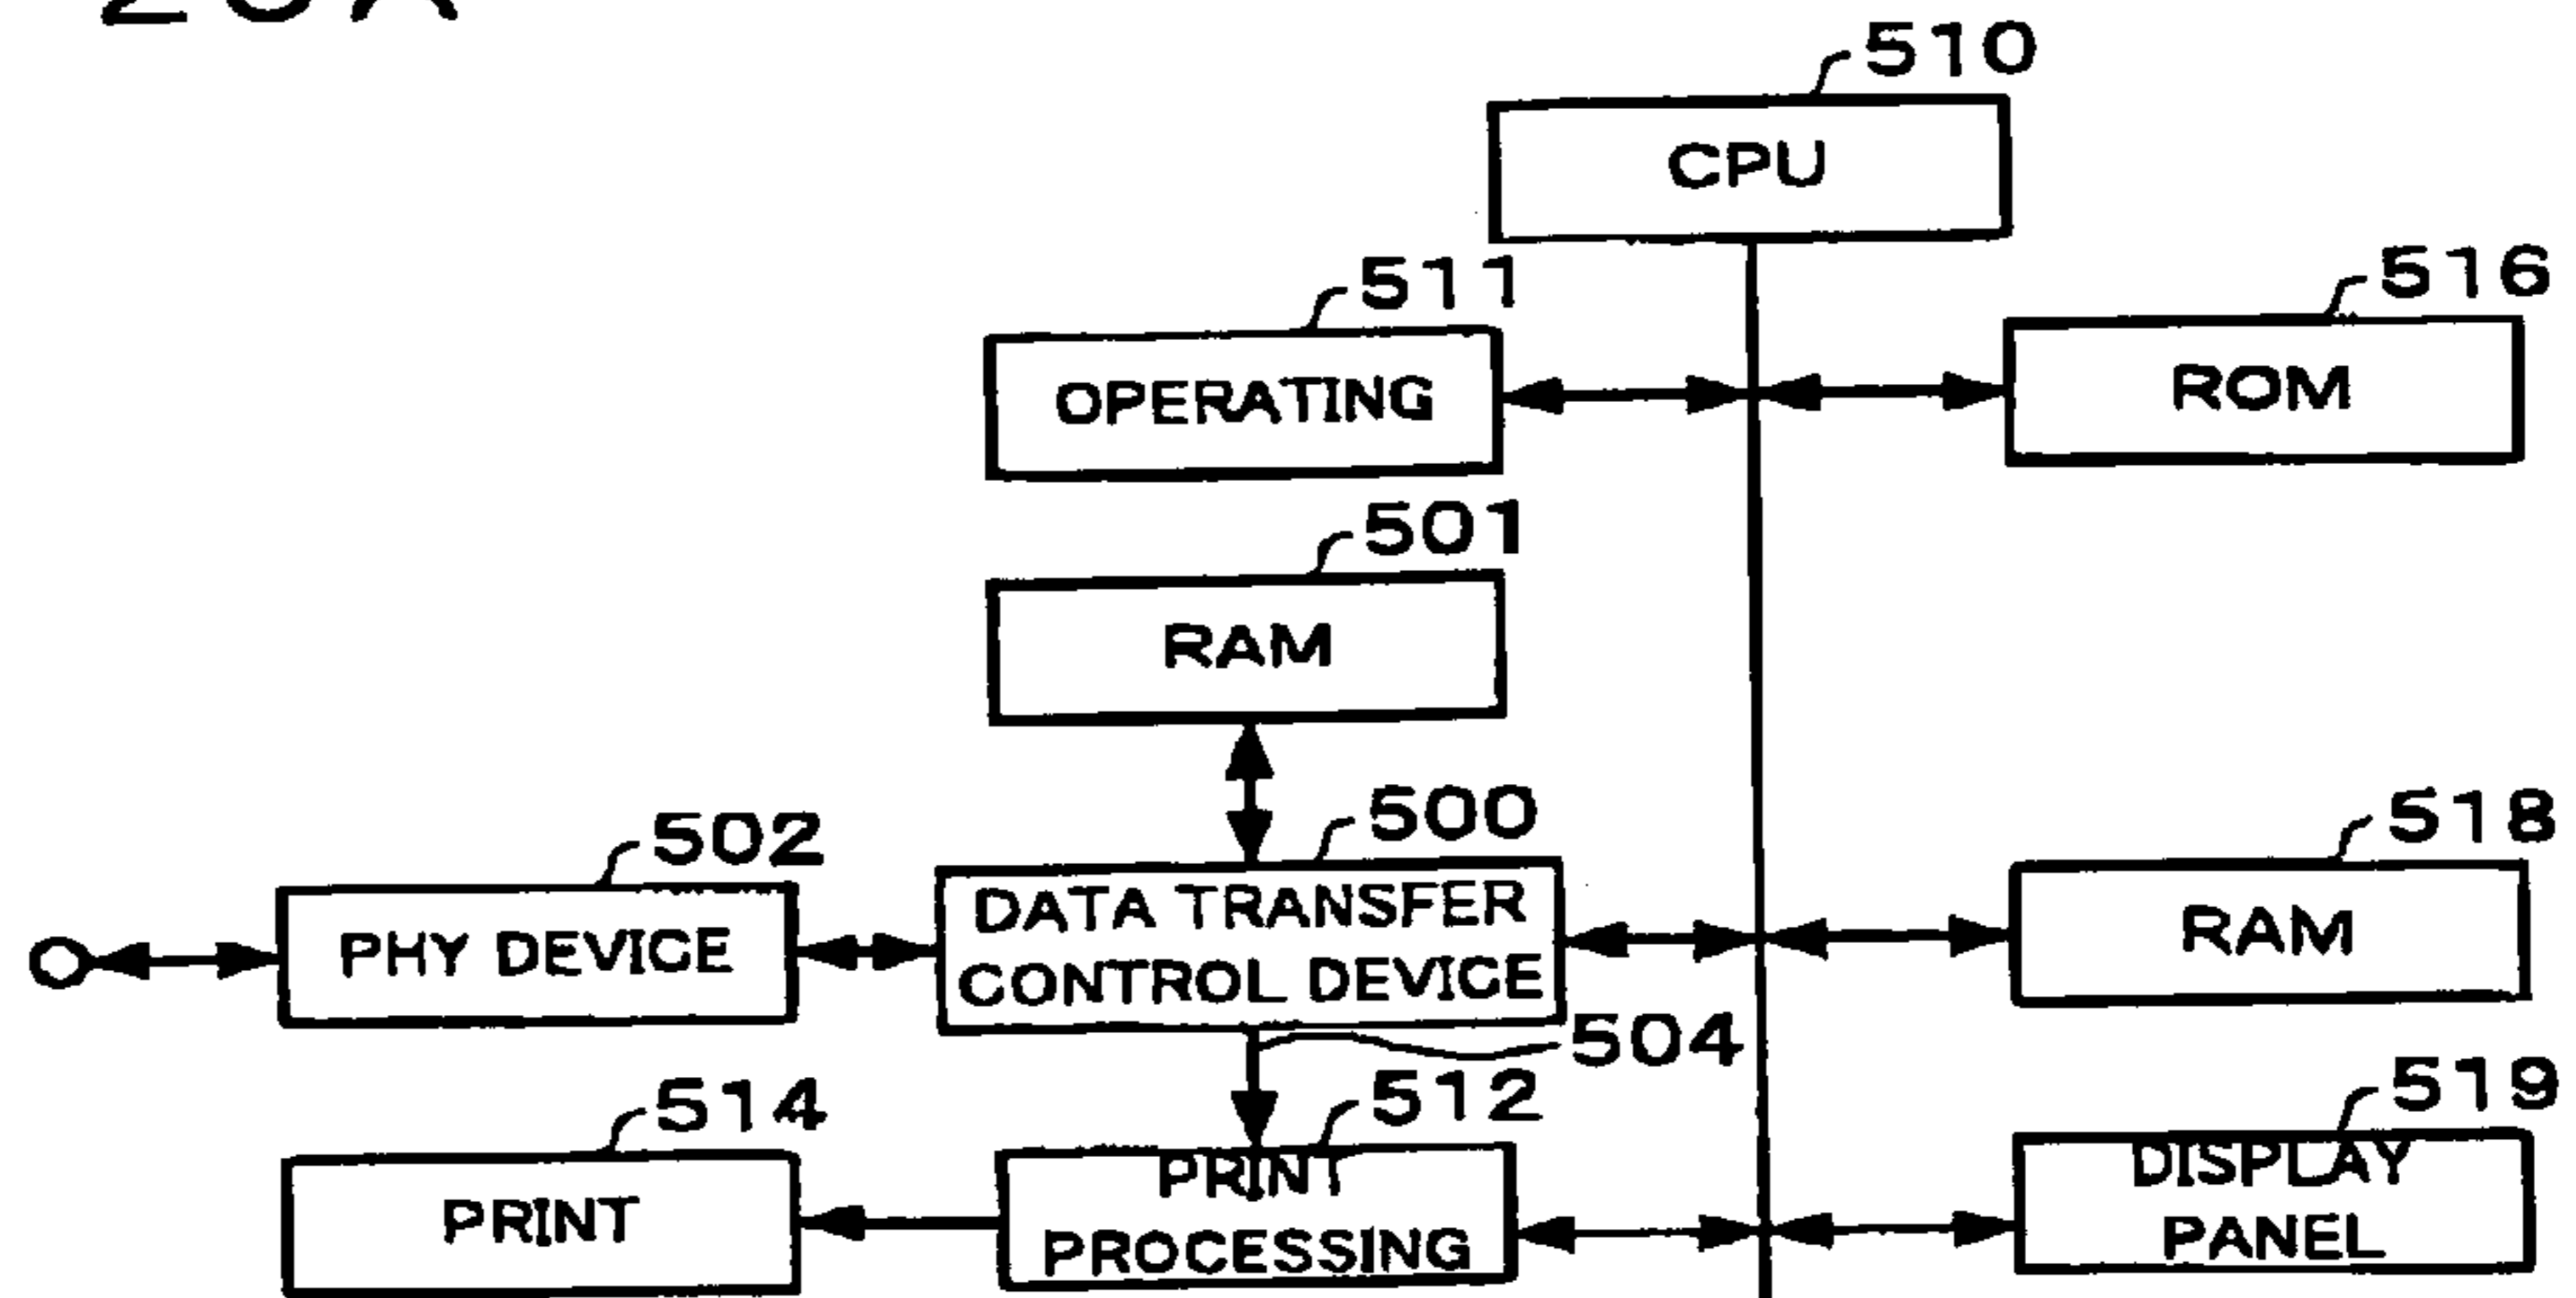 510
CPU
511
516
OPERATING
ROM
501
RAM
502
500
518
PHY DEVICE
DATA TRANSFER
CONTROL DEVICE
RAM
504
514
512
519
PRINT
PRINT
PROCESSING
DISPLAY
PANEL